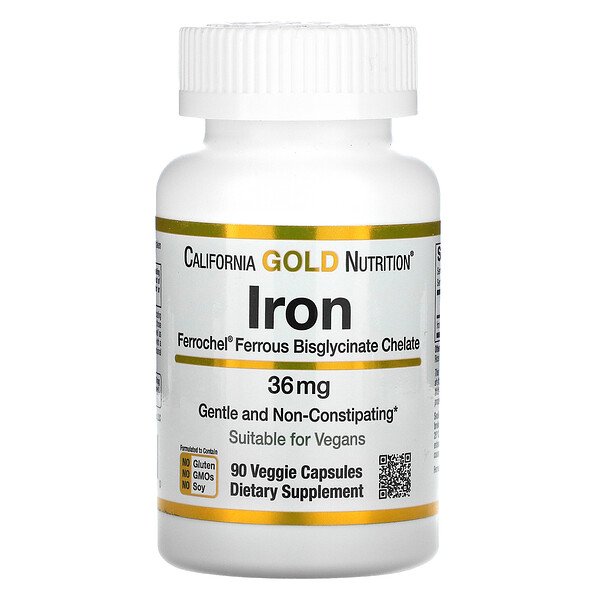 CALIFORNIA GOLD NUTRITION®
Iron
Ferrochel® Ferrous Bisglycinate Chelate
36 mg
Gentle and Non-Constipating*
Suitable for Vegans
Formulated to Contain
NO Gluten
NO GMOs
NO Soy
90 Veggie Capsules
Dietary Supplement